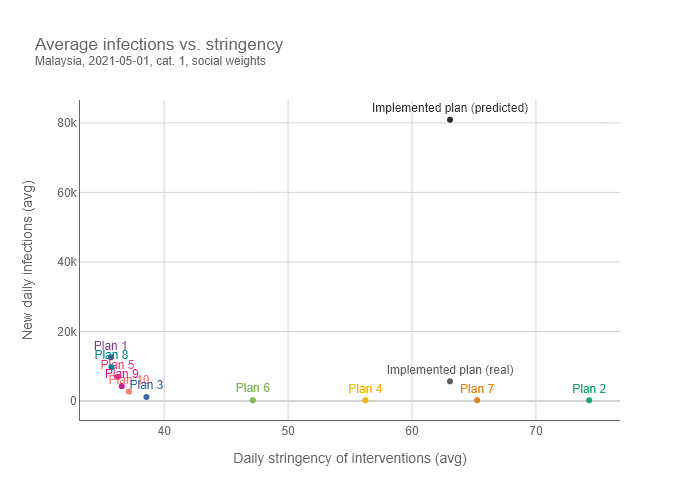 Average infections vs. stringency
Malaysia, 2021-05-01, cat. 1, social weights
Implemented plan (predicted)
80k
60k
40k
20k
0
New daily infections (avg)
Plan 1
Plan 8
Plan 5
Plan 9
Plan 10
Plan 3
Plan 6
Plan 4
Implemented plan (real)
Plan 7
Plan 2
40
50
60
70
Daily stringency of interventions (avg)